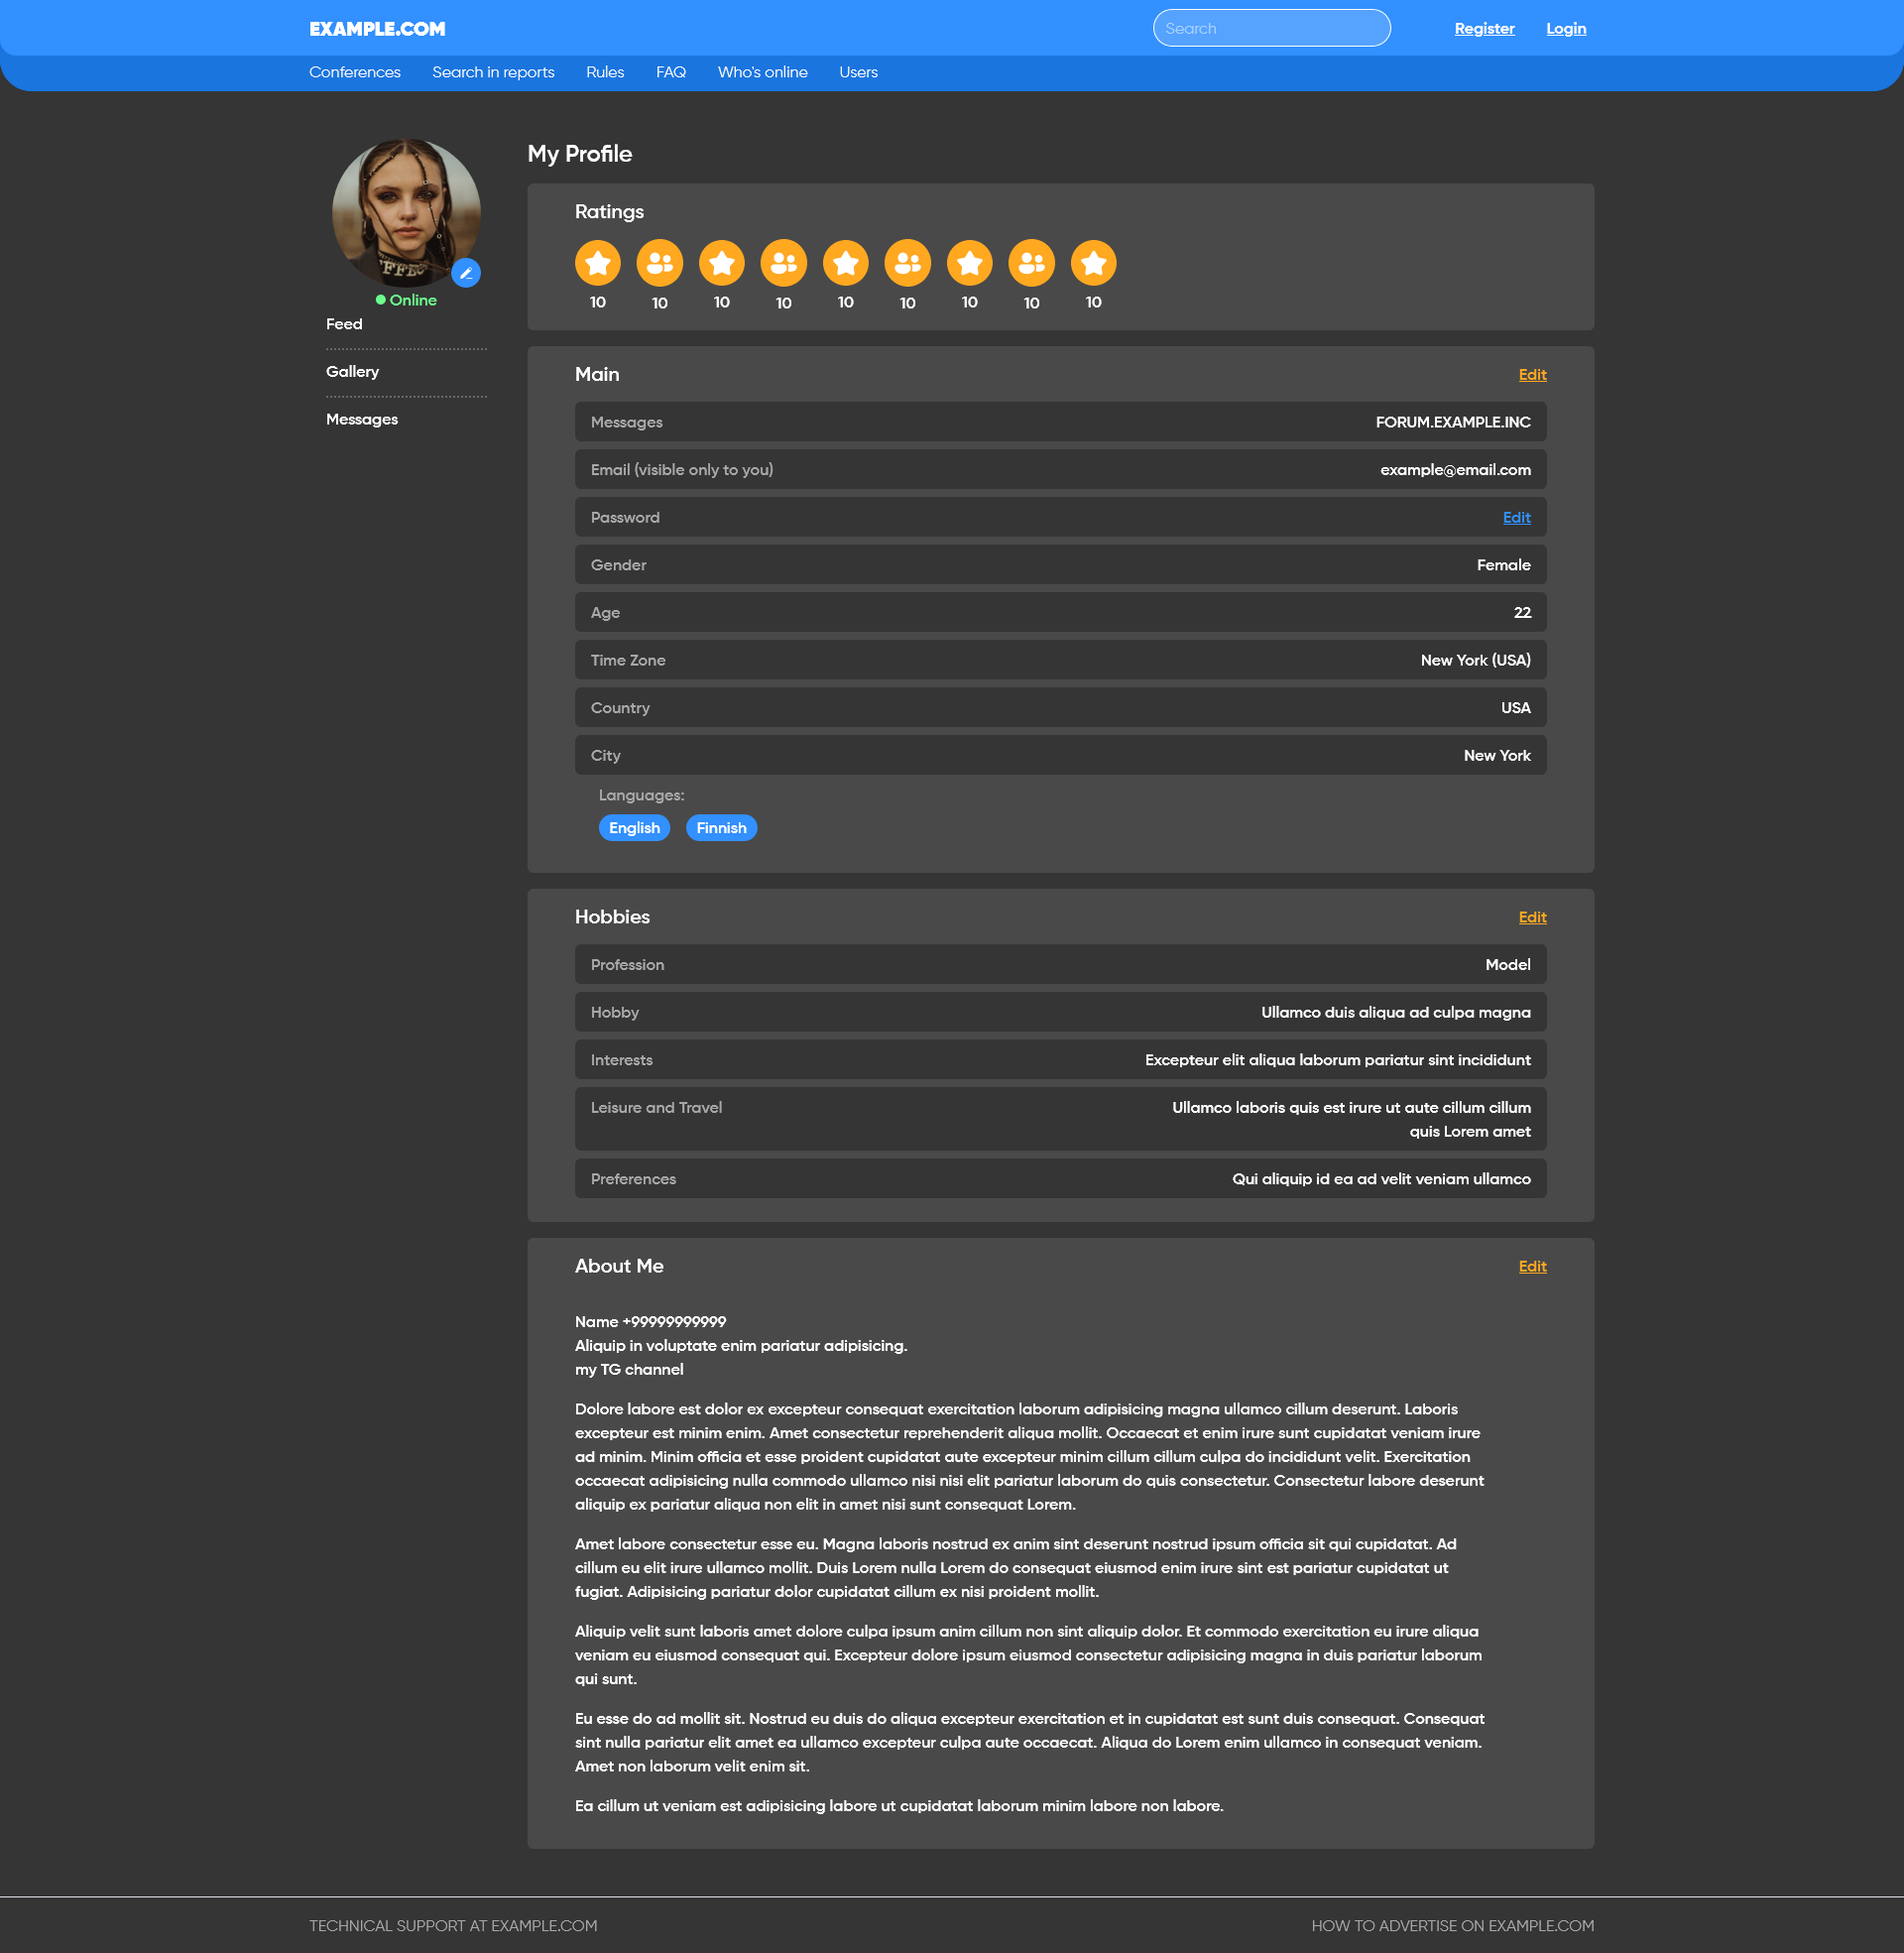 EXAMPLE.COM
Search
Register
Login
Conferences
Search in reports
Rules
FAQ
Who's online
Users
EFFEC
Online
Feed
Gallery
Messages
My Profile
Ratings
10
10
10
10
10
10
10
10
10
Main
Edit
Messages
FORUM.EXAMPLE.INC
Email (visible only to you)
example@email.com
Password
Edit
Gender
Female
Age
22
Time Zone
New York (USA)
Country
USA
City
New York
Languages:
English
Finnish
Hobbies
Edit
Profession
Model
Hobby
Ullamco duis aliqua ad culpa magna
Interests
Excepteur elit aliqua laborum pariatur sint incididunt
Leisure and Travel
Ullamco laboris quis est irure ut aute cillum cillum
quis Lorem amet
Preferences
Qui aliquip id ea ad velit veniam ullamco
About Me
Edit
Name +99999999999
Aliquip in voluptate enim pariatur adipisicing.
my TG channel
Dolore labore est dolor ex excepteur consequat exercitation laborum adipisicing magna ullamco cillum deserunt. Laboris
excepteur est minim enim. Amet consectetur reprehenderit aliqua mollit. Occaecat et enim irure sunt cupidatat veniam irure
ad minim. Minim officia et esse proident cupidatat aute excepteur minim cillum cillum culpa do incididunt velit. Exercitation
occaecat adipisicing nulla commodo ullamco nisi nisi elit pariatur laborum do quis consectetur. Consectetur labore deserunt
aliquip ex pariatur aliqua non elit in amet nisi sunt consequat Lorem.
Amet labore consectetur esse eu. Magna laboris nostrud ex anim sint deserunt nostrud ipsum officia sit qui cupidatat. Ad
cillum eu elit irure ullamco mollit. Duis Lorem nulla Lorem do consequat eiusmod enim irure sint est pariatur cupidatat ut
fugiat. Adipisicing pariatur dolor cupidatat cillum ex nisi proident mollit.
Aliquip velit sunt laboris amet dolore culpa ipsum anim cillum non sint aliquip dolor. Et commodo exercitation eu irure aliqua
veniam eu eiusmod consequat qui. Excepteur dolore ipsum eiusmod consectetur adipisicing magna in duis pariatur laborum
qui sunt.
Eu esse do ad mollit sit. Nostrud eu duis do aliqua excepteur exercitation et in cupidatat est sunt duis consequat. Consequat
sint nulla pariatur elit amet ea ullamco excepteur culpa aute occaecat. Aliqua do Lorem enim ullamco in consequat veniam.
Amet non laborum velit enim sit.
Ea cillum ut veniam est adipisicing labore ut cupidatat laborum minim labore non labore.
TECHNICAL SUPPORT AT EXAMPLE.COM
HOW TO ADVERTISE ON EXAMPLE.COM